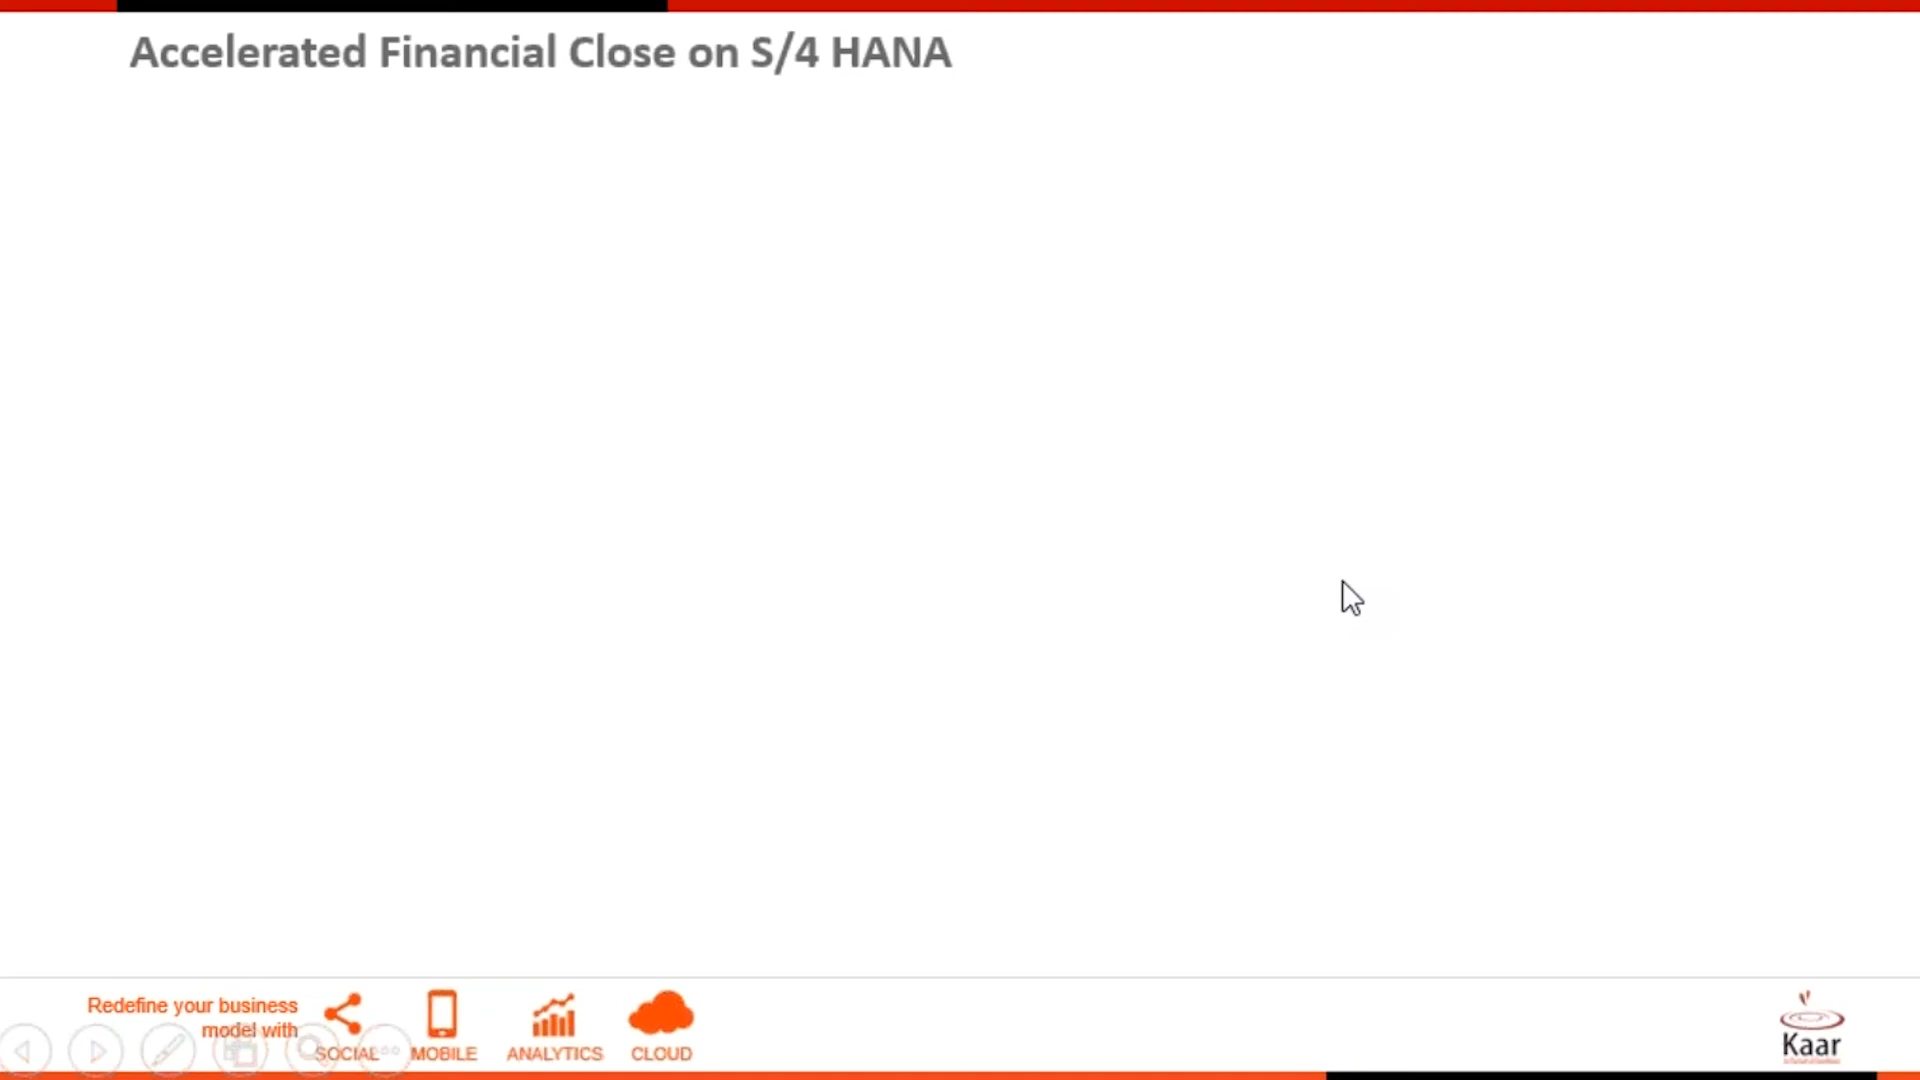 Accelerated Financial Close on S/4 HANA
Redefine your business
model with
SOCIAL
MOBILE
ANALYTICS
CLOUD
Kaar